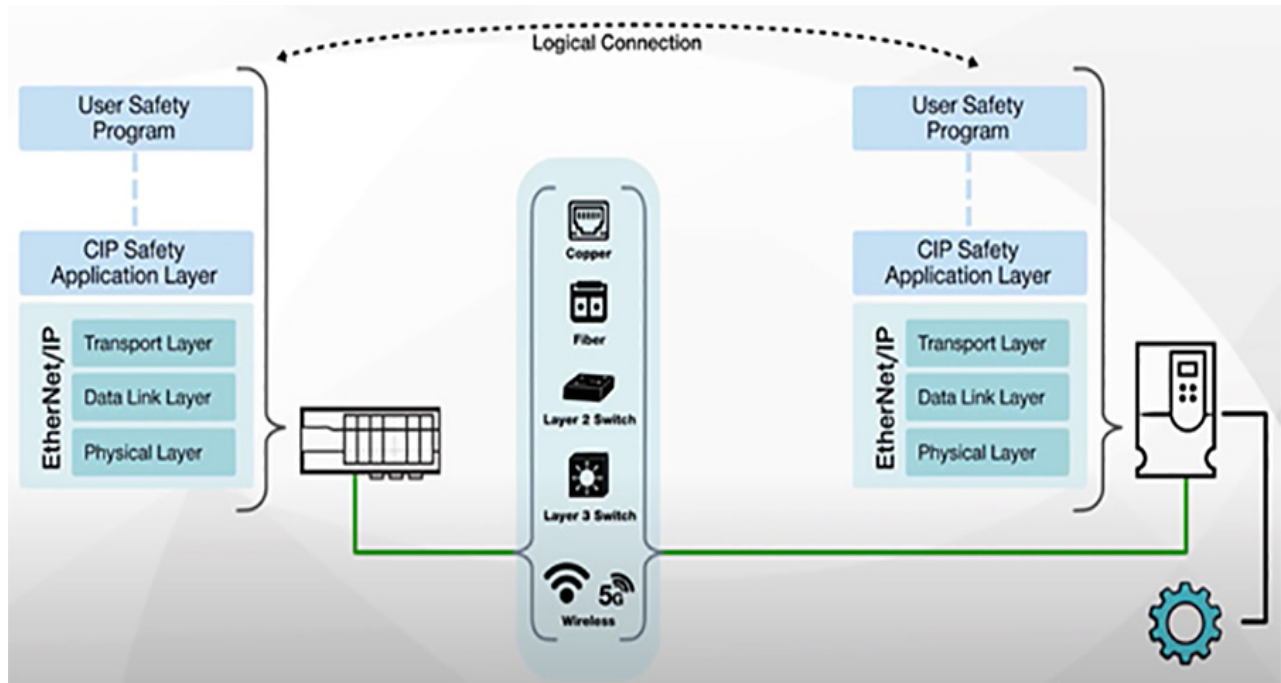 Logical Connection
User Safety
Program
CIP Safety
Application Layer
EtherNet/IP
Transport Layer
Data Link Layer
Physical Layer
Copper
Fiber
Layer 2 Switch
Layer 3 Switch
5G
Wireless
User Safety
Program
CIP Safety
Application Layer
EtherNet/IP
Transport Layer
Data Link Layer
Physical Layer